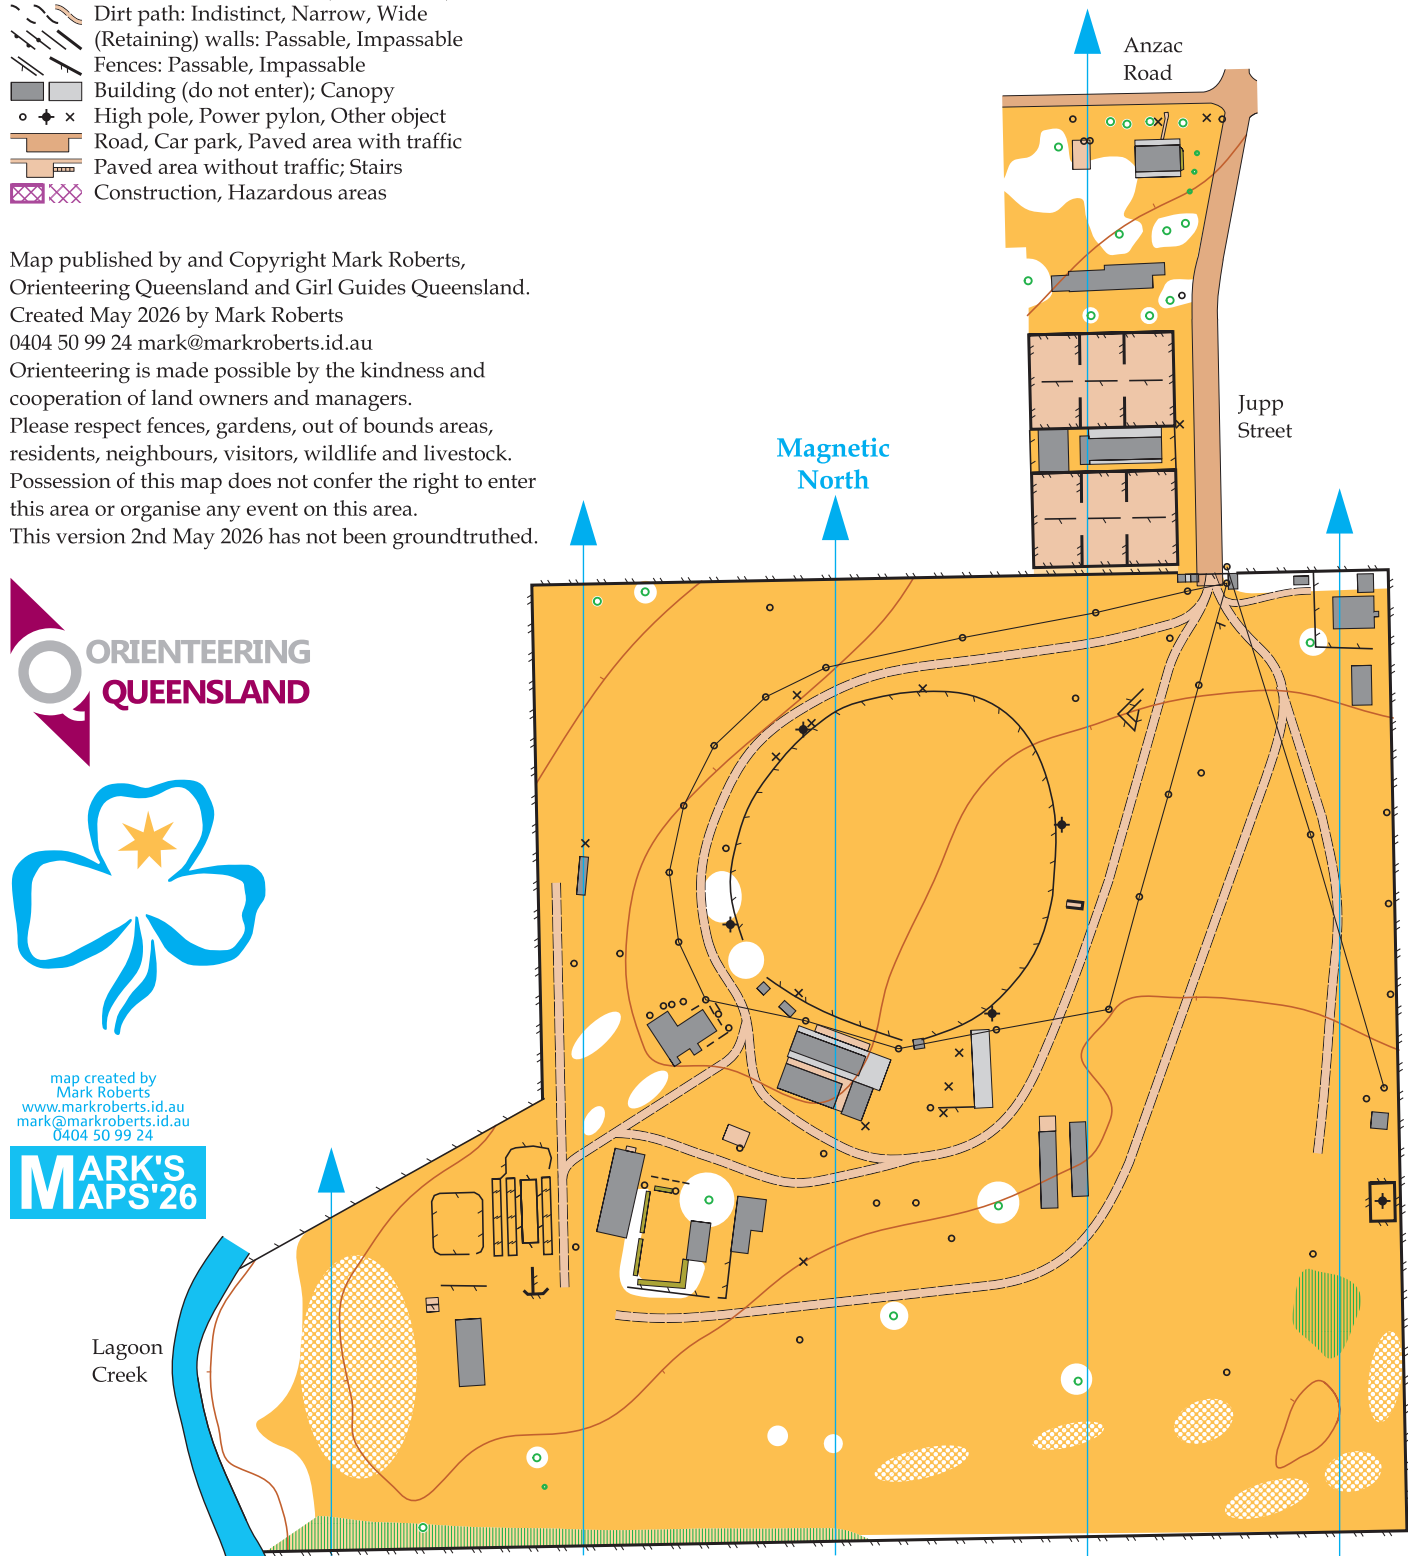 Dirt path: Indistinct, Narrow, Wide
(Retaining) walls: Passable, Impassable
Fences: Passable, Impassable
Building (do not enter); Canopy
High pole, Power pylon, Other object
Road, Car park, Paved area with traffic
Paved area without traffic; Stairs
Construction, Hazardous areas
Map published by and Copyright Mark Roberts,
Orienteering Queensland and Girl Guides Queensland.
Created May 2026 by Mark Roberts
0404 50 99 24 mark@markroberts.id.au
Orienteering is made possible by the kindness and
cooperation of land owners and managers.
Please respect fences, gardens, out of bounds areas,
residents, neighbours, visitors, wildlife and livestock.
Possession of this map does not confer the right to enter
this area or organise any event on this area.
This version 2nd May 2026 has not been groundtruthed.
Anzac
Road
Jupp
Street
Magnetic
North
ORIENTEERING
QUEENSLAND
map created by
Mark Roberts
www.markroberts.id.au
mark@markroberts.id.au
0404 50 99 24
MARK'S
MAPS'26
Lagoon
Creek